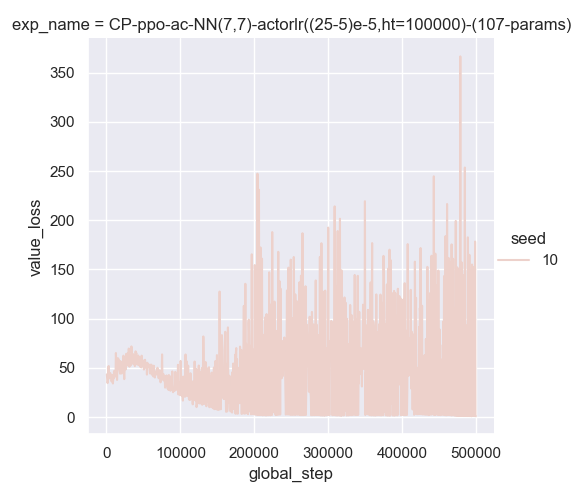 exp_name = CP-ppo-ac-NN(7,7)-actorlr((25-5)e-5,ht=100000)-(107-params)
350
300
250
200
150
100
50
0
value_loss
0 100000 200000 300000 400000 500000
global_step
seed
10